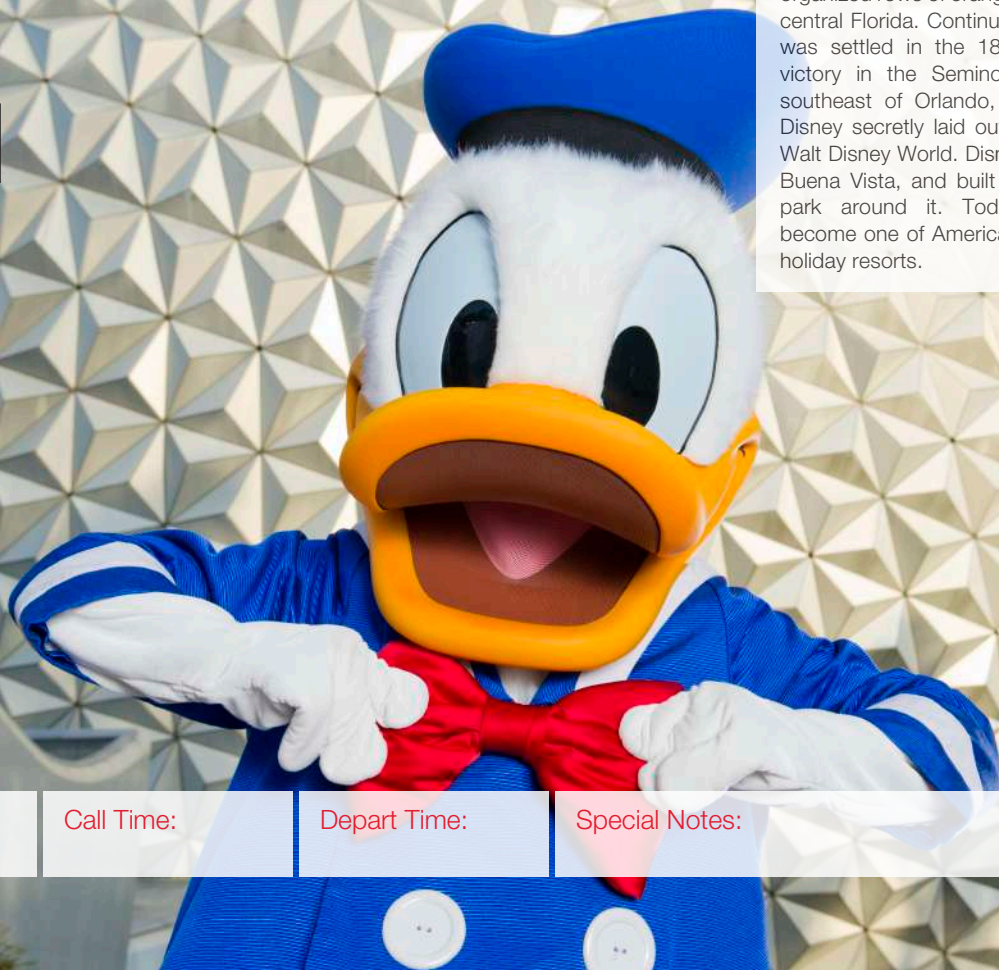 central Florida. Continu
was settled in the 18
victory in the Semino
southeast of Orlando,
Disney secretly laid ou
Walt Disney World. Disn
Buena Vista, and built
park around it. Tod
become one of America
holiday resorts.
Call Time:
Depart Time:
Special Notes: